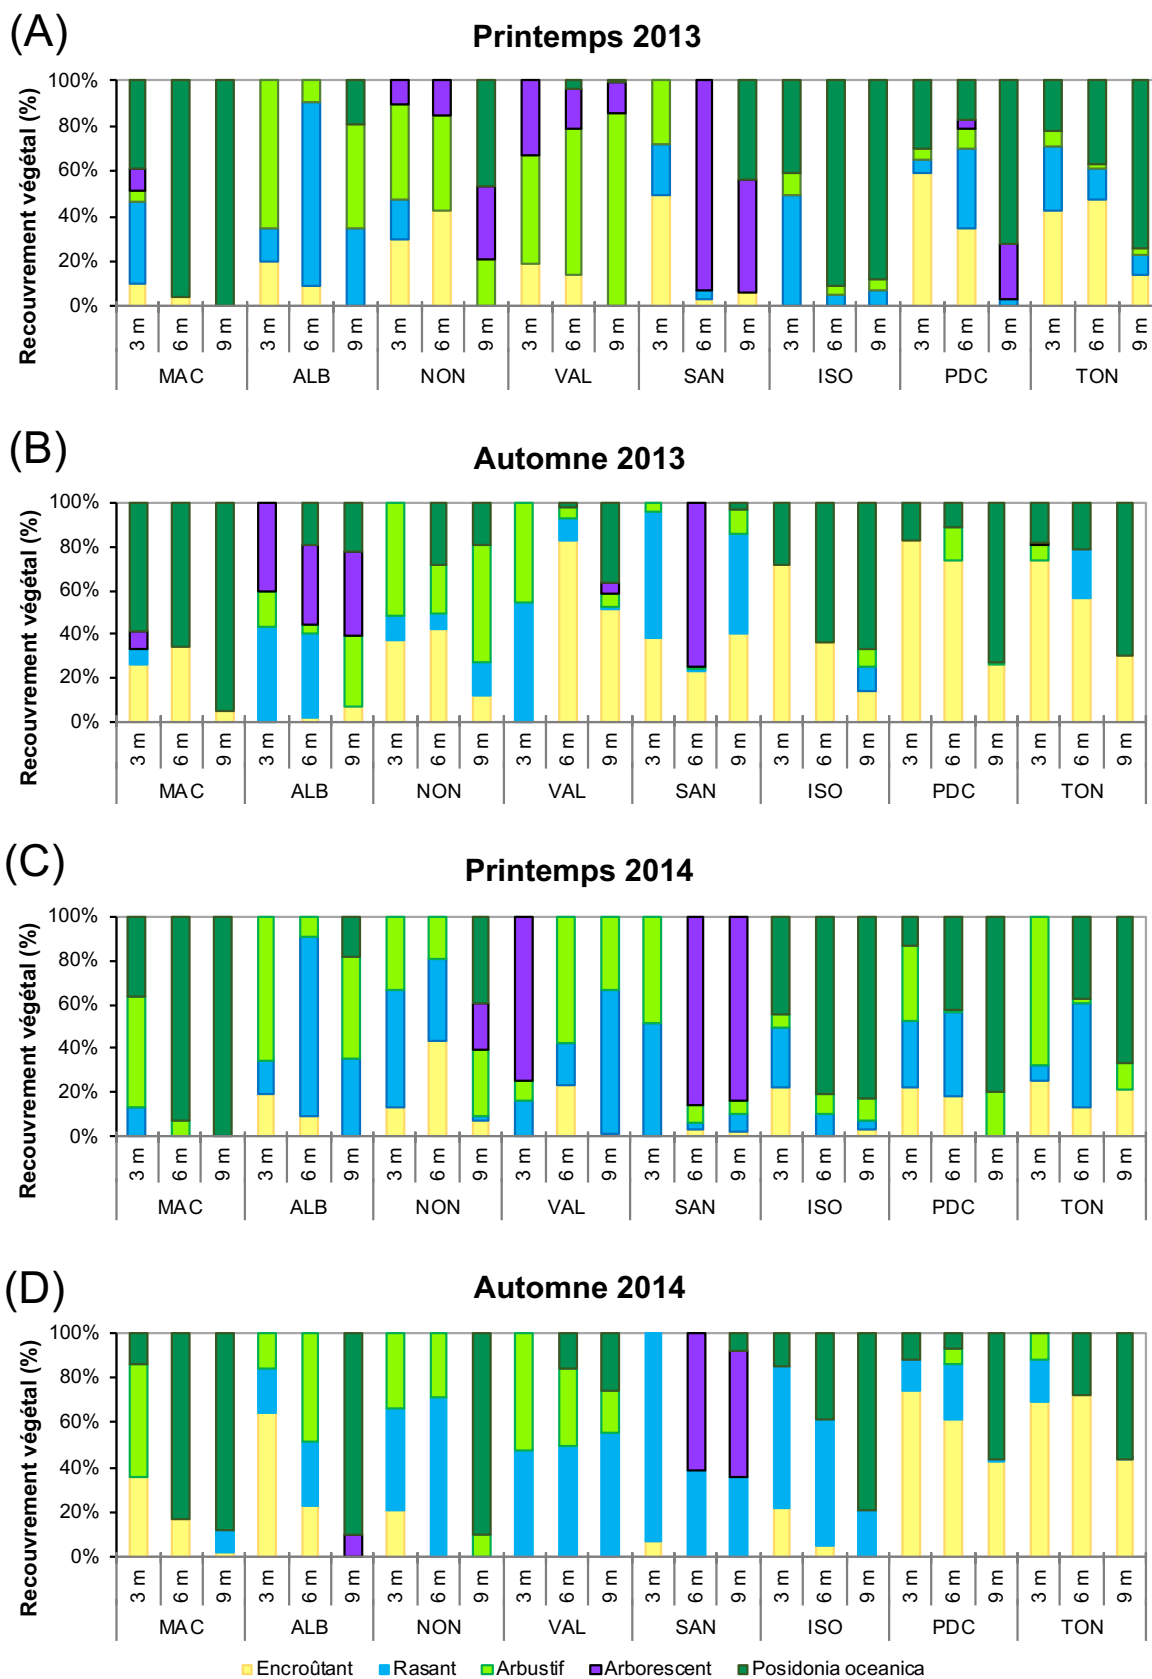 (A)
Printemps 2013
Recouvrement végétal (%)
100%
80%
60%
40%
20%
0%
3 m 6 m 9 m 3 m 6 m 9 m 3 m 6 m 9 m 3 m 6 m 9 m 3 m 6 m 9 m 3 m 6 m 9 m 3 m 6 m 9 m 3 m 6 m 9 m
MAC ALB NON VAL SAN ISO PDC TON
(B)
Automne 2013
Recouvrement végétal (%)
100%
80%
60%
40%
20%
0%
3 m 6 m 9 m 3 m 6 m 9 m 3 m 6 m 9 m 3 m 6 m 9 m 3 m 6 m 9 m 3 m 6 m 9 m 3 m 6 m 9 m 3 m 6 m 9 m
MAC ALB NON VAL SAN ISO PDC TON
(C)
Printemps 2014
Recouvrement végétal (%)
100%
80%
60%
40%
20%
0%
3 m 6 m 9 m 3 m 6 m 9 m 3 m 6 m 9 m 3 m 6 m 9 m 3 m 6 m 9 m 3 m 6 m 9 m 3 m 6 m 9 m 3 m 6 m 9 m
MAC ALB NON VAL SAN ISO PDC TON
(D)
Automne 2014
Recouvrement végétal (%)
100%
80%
60%
40%
20%
0%
3 m 6 m 9 m 3 m 6 m 9 m 3 m 6 m 9 m 3 m 6 m 9 m 3 m 6 m 9 m 3 m 6 m 9 m 3 m 6 m 9 m 3 m 6 m 9 m
MAC ALB NON VAL SAN ISO PDC TON
Encroûtant Rasant Arbustif Arborescent Posidonia oceanica